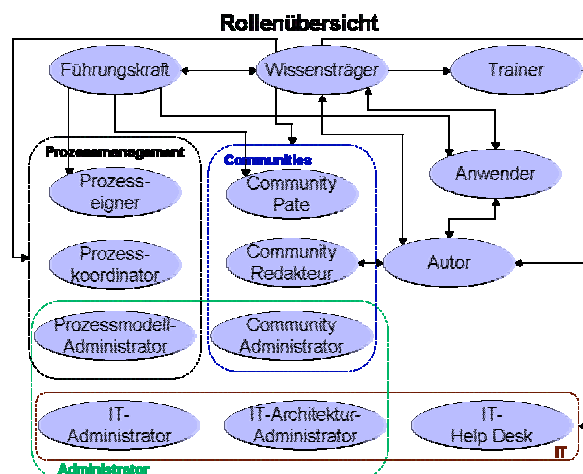 Rollenübersicht
Führungskraft
Wissensträger
Trainer
Prozessmanagement
Communities
Prozess-
eigner
Community
Pate
Anwender
Prozess-
koordinator
Community
Redakteur
Autor
Prozessmodell-
Administrator
Community
Administrator
IT-
Administrator
IT-Architektur-
Administrator
IT-
Help Desk
IT
Administrator